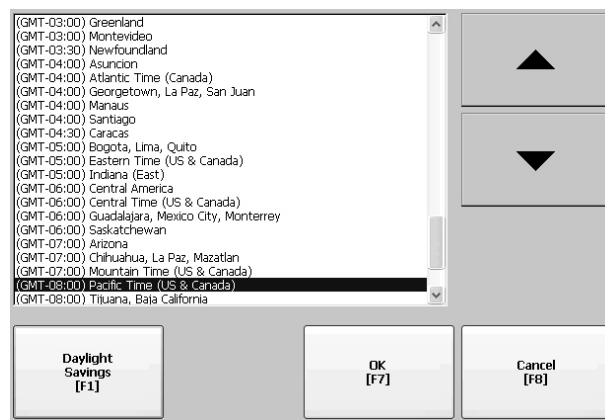 (GMT-03:00) Greenland
(GMT-03:00) Montevideo
(GMT-03:30) Newfoundland
(GMT-04:00) Asuncion
(GMT-04:00) Atlantic Time (Canada)
(GMT-04:00) Georgetown, La Paz, San Juan
(GMT-04:00) Manaus
(GMT-04:00) Santiago
(GMT-04:30) Caracas
(GMT-05:00) Bogota, Lima, Quito
(GMT-05:00) Eastern Time (US & Canada)
(GMT-05:00) Indiana (East)
(GMT-06:00) Central America
(GMT-06:00) Central Time (US & Canada)
(GMT-06:00) Guadalajara, Mexico City, Monterrey
(GMT-06:00) Saskatchewan
(GMT-07:00) Arizona
(GMT-07:00) Chihuahua, La Paz, Mazatlan
(GMT-07:00) Mountain Time (US & Canada)
(GMT-08:00) Pacific Time (US & Canada)
(GMT-08:00) Tijuana, Baja California
Daylight
Savings
[F1]
OK
[F7]
Cancel
[F8]